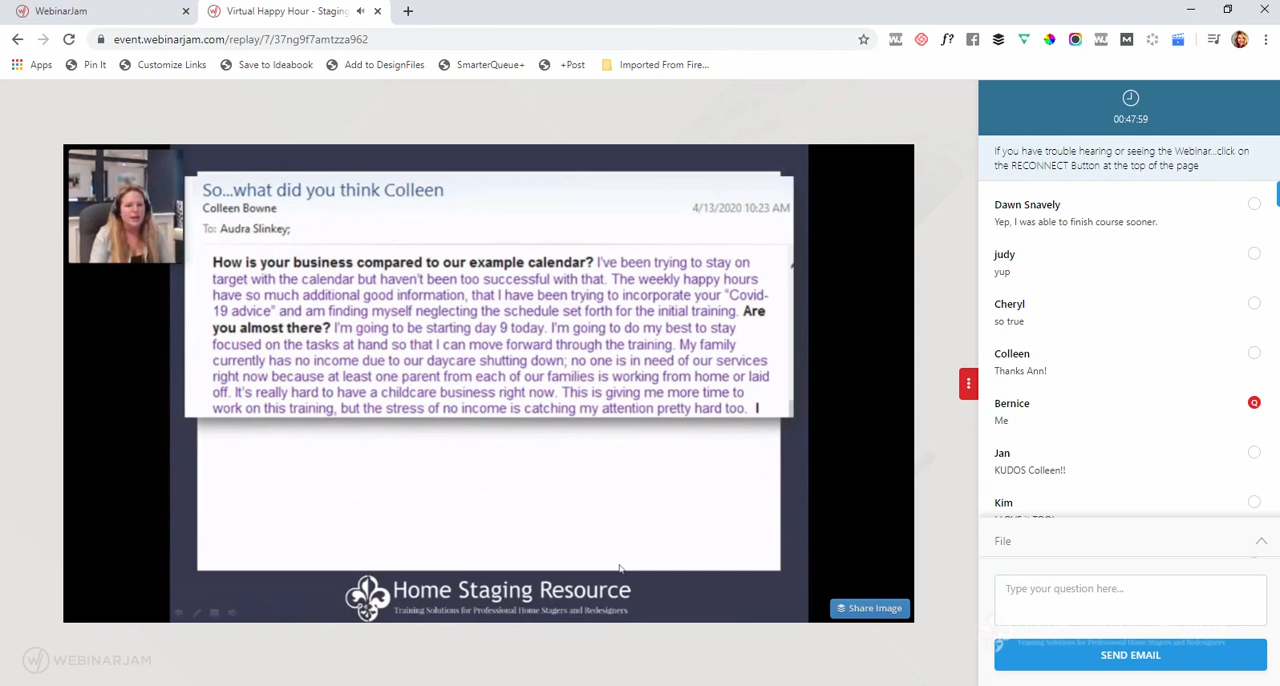 WebinarJam
Virtual Happy Hour - Staging
event.webinarjam.com/replay/7/37ng9f7amtzza962
Apps
Pin It
Customize Links
Save to Ideabook
Add to DesignFiles
SmarterQueue+
+Post
Imported From Fire...
So...what did you think Colleen
Colleen Bowne
4/13/2020 10:23 AM
To: Audra Slinkey;
How is your business compared to our example calendar? I've been trying to stay on
target with the calendar but haven't been too successful with that. The weekly happy hours
have so much additional good information, that I have been trying to incorporate your "Covid-
19 advice" and am finding myself neglecting the schedule set forth for the initial training. Are
you almost there? I'm going to be starting day 9 today. I'm going to do my best to stay
focused on the tasks at hand so that I can move forward through the training. My family
currently has no income due to our daycare shutting down; no one is in need of our services
right now because at least one parent from each of our families is working from home or laid
off. It's really hard to have a childcare business right now. This is giving me more time to
work on this training, but the stress of no income is catching my attention pretty hard too. I
Home Staging Resource
Training Solutions for Professional Home Stagers and Redesigners
Share Image
WEBINARJAM
00:47:59
If you have trouble hearing or seeing the Webinar...click on
the RECONNECT Button at the top of the page
Dawn Snavely
Yep, I was able to finish course sooner.
judy
yup
Cheryl
so true
Colleen
Thanks Ann!
Bernice
Q
Me
Jan
KUDOS Colleen!!
Kim
File
Type your question here...
SEND EMAIL